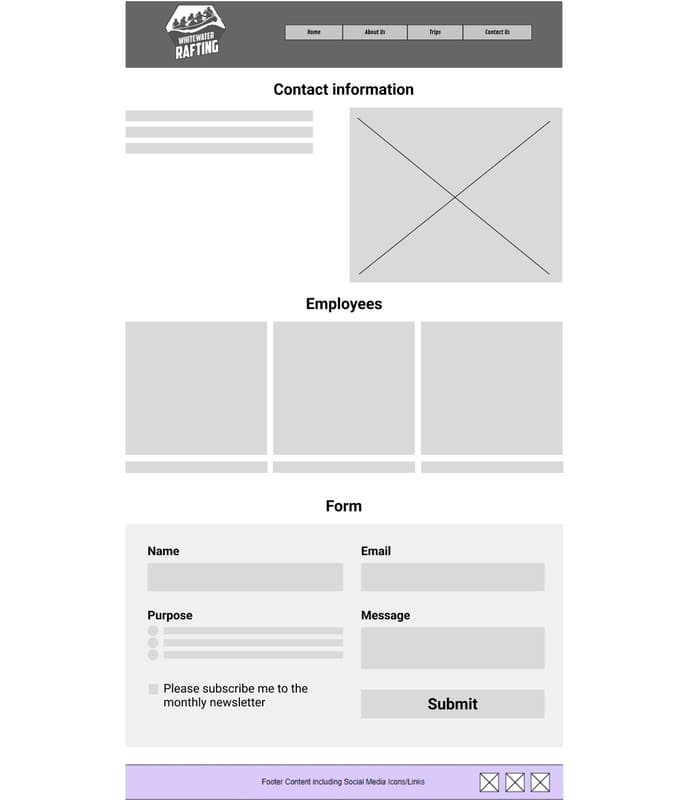 WHITEWATER
RAFTING
Home
About Us
Trips
Contact Us
Contact information
Employees
Form
Name
Email
Purpose
Message
Please subscribe me to the
monthly newsletter
Submit
Footer Content including Social Media Icons/Links